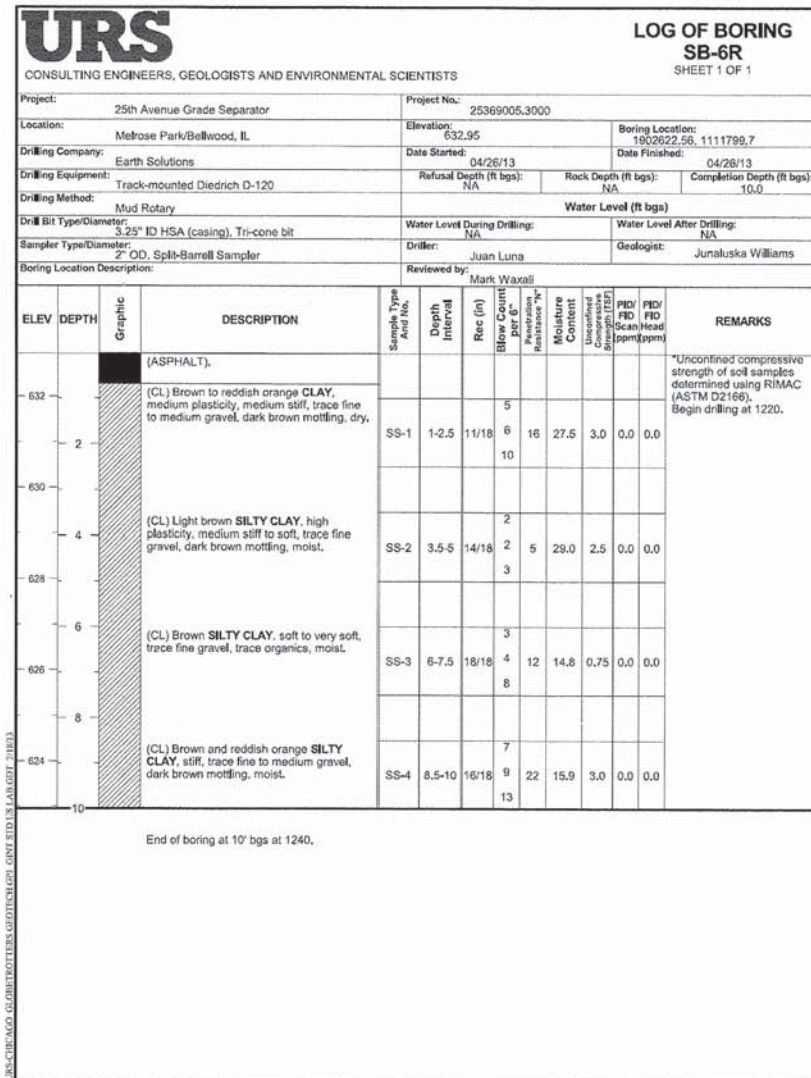 URS
CONSULTING ENGINEERS, GEOLOGISTS AND ENVIRONMENTAL SCIENTISTS
LOG OF BORING
SB-6R
SHEET 1 OF 1
Project: 25th Avenue Grade Separator
Project No.: 25369005.3000
Location: Melrose Park/Bellwood, IL
Elevation: 632.95
Boring Location: 1902622.56, 1111799.7
Drilling Company: Earth Solutions
Date Started: 04/26/13
Date Finished: 04/26/13
Drilling Equipment: Track-mounted Diedrich D-120
Refusal Depth (ft bgs): NA
Rock Depth (ft bgs): NA
Completion Depth (ft bgs): 10.0
Drilling Method: Mud Rotary
Water Level (ft bgs)
Drill Bit Type/Diameter: 3.25" ID HSA (casing), Tri-cone bit
Water Level During Drilling: NA
Water Level After Drilling: NA
Sampler Type/Diameter: 2" OD, Split-Barrell Sampler
Driller: Juan Luna
Geologist: Junaluska Williams
Boring Location Description:
Reviewed by: Mark Waxali
ELEV DEPTH Graphic DESCRIPTION Sample Type And No. Depth Interval Rec (in) Blow Count per 6" Penetration Resistance "N" Moisture Content Unconfined Compressive Strength (TSF) PID/ FID Scan (ppm) PID/ FID Head (ppm) REMARKS
(ASPHALT).
*Unconfined compressive
strength of soil samples
determined using RIMAC
(ASTM D2166).
Begin drilling at 1220.
632
(CL) Brown to reddish orange CLAY,
medium plasticity, medium stiff, trace fine
to medium gravel, dark brown mottling, dry.
2
SS-1 1-2.5 11/18 5 6 10 16 27.5 3.0 0.0 0.0
630
4
(CL) Light brown SILTY CLAY, high
plasticity, medium stiff to soft, trace fine
gravel, dark brown mottling, moist.
SS-2 3.5-5 14/18 2 2 3 5 29.0 2.5 0.0 0.0
628
6
(CL) Brown SILTY CLAY, soft to very soft,
trace fine gravel, trace organics, moist.
SS-3 6-7.5 18/18 3 4 8 12 14.8 0.75 0.0 0.0
626
8
(CL) Brown and reddish orange SILTY
CLAY, stiff, trace fine to medium gravel,
dark brown mottling, moist.
624
SS-4 8.5-10 16/18 7 9 13 22 15.9 3.0 0.0 0.0
10
End of boring at 10' bgs at 1240.
URS-CHICAGO GLOBETROTTERS GEOTECH.GPJ GINT STD US LAB.GDT 7/18/13